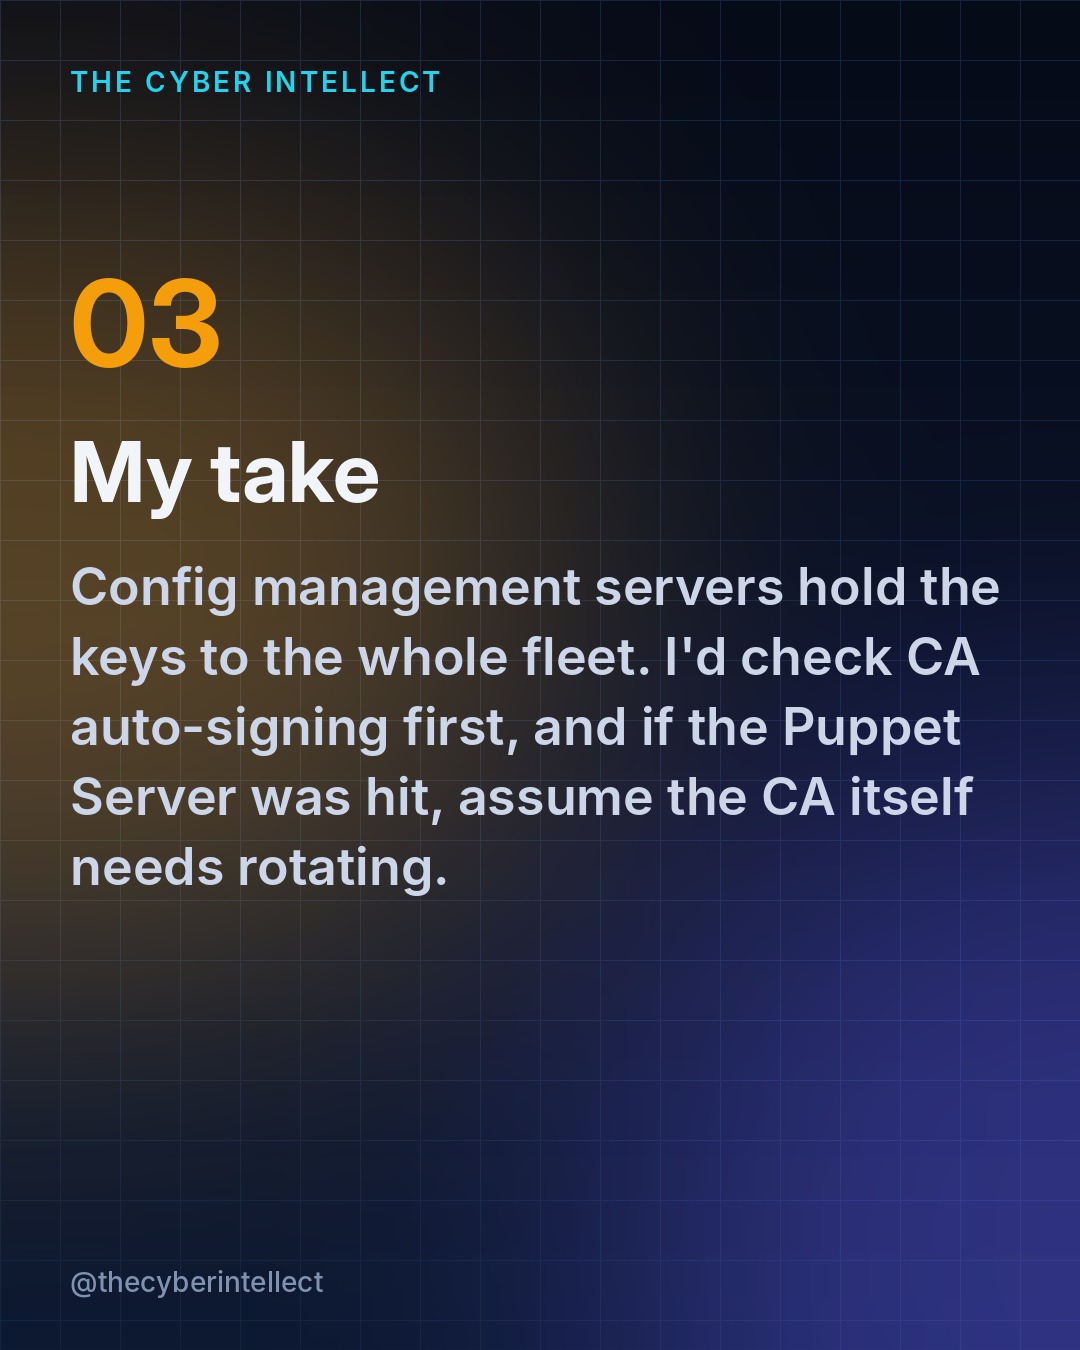 THE CYBER INTELLECT
03
My take
Config management servers hold the
keys to the whole fleet. I'd check CA
auto-signing first, and if the Puppet
Server was hit, assume the CA itself
needs rotating.
@thecyberintellect